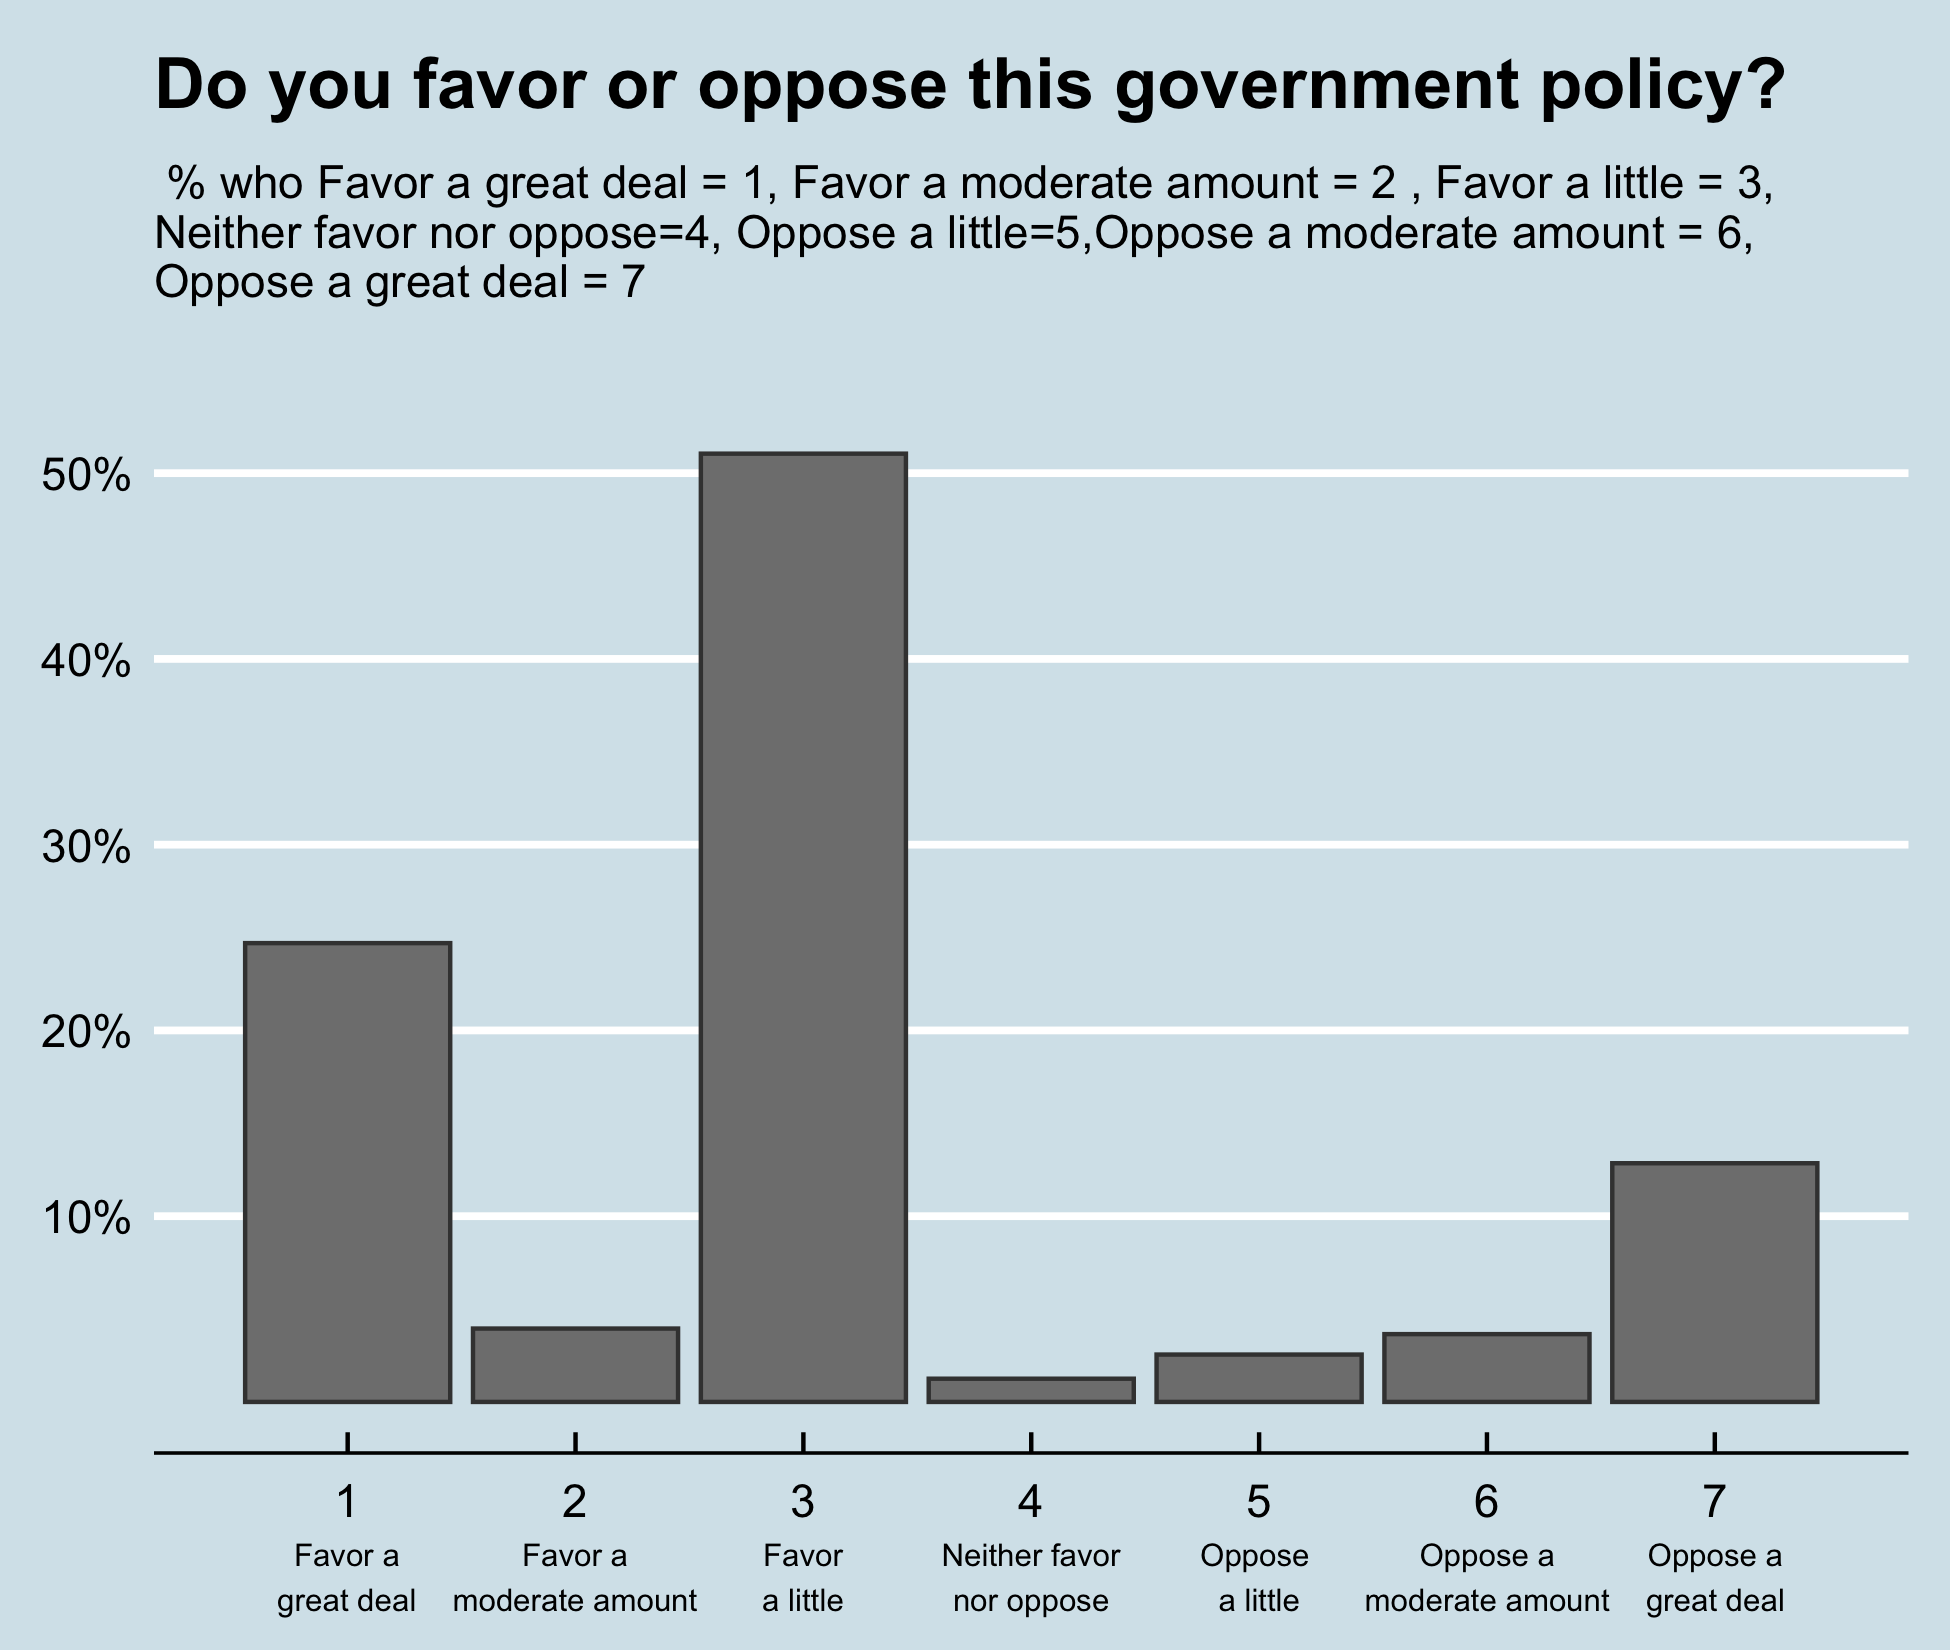 Do you favor or oppose this government policy?
% who Favor a great deal = 1, Favor a moderate amount = 2 , Favor a little = 3,
Neither favor nor oppose=4, Oppose a little=5,Oppose a moderate amount = 6,
Oppose a great deal = 7
50%
40%
30%
20%
10%
1 2 3 4 5 6 7
Favor a Favor a Favor Neither favor Oppose Oppose a Oppose a
great deal moderate amount a little nor oppose a little moderate amount great deal